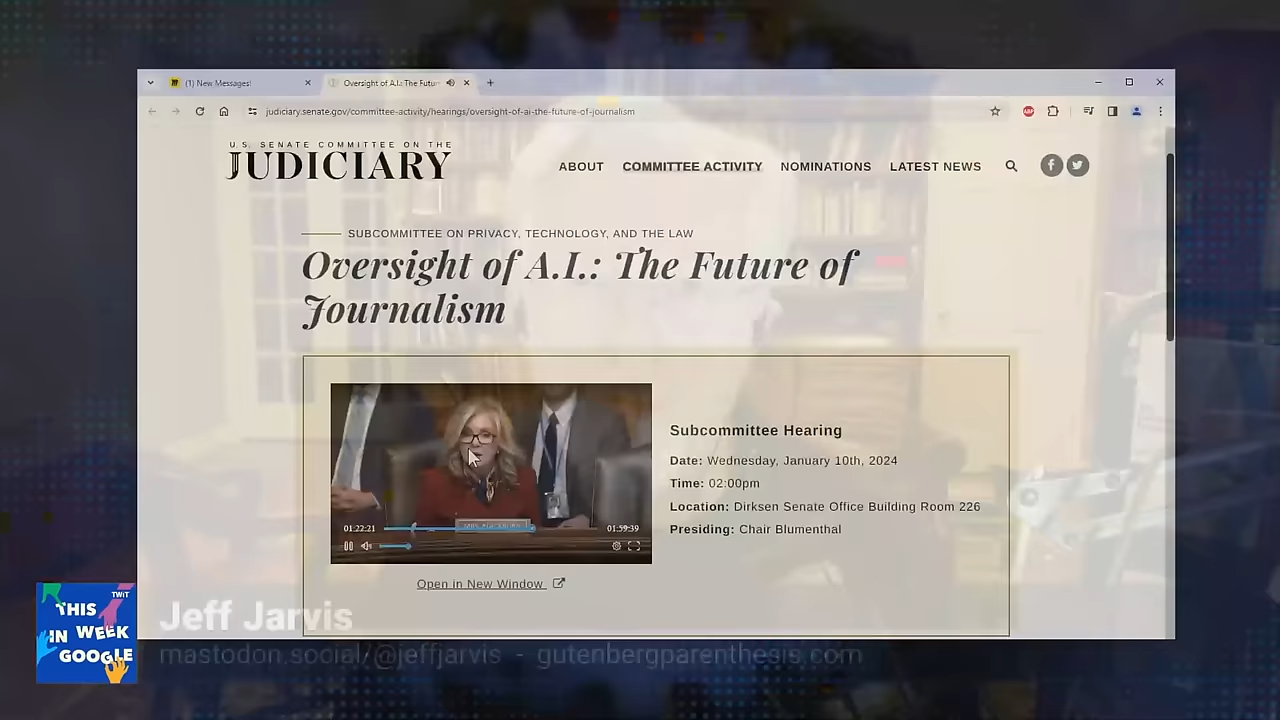 (1) New Messages!
Oversight of A.I.: The Futur
judiciary.senate.gov/committee-activity/hearings/oversight-of-ai-the-future-of-journalism
U.S. SENATE COMMITTEE ON THE
JUDICIARY
ABOUT COMMITTEE ACTIVITY NOMINATIONS LATEST NEWS
SUBCOMMITTEE ON PRIVACY, TECHNOLOGY, AND THE LAW
Oversight of A.I.: The Future of
Journalism
Subcommittee Hearing
Date: Wednesday, January 10th, 2024
Time: 02:00pm
Location: Dirksen Senate Office Building Room 226
Presiding: Chair Blumenthal
01:22:21 01:59:39
Open in New Window
TWiT
THIS
IN WEEK
GOOGLE
Jeff Jarvis
mastodon.social/@jeffjarvis - gutenbergparenthesis.com